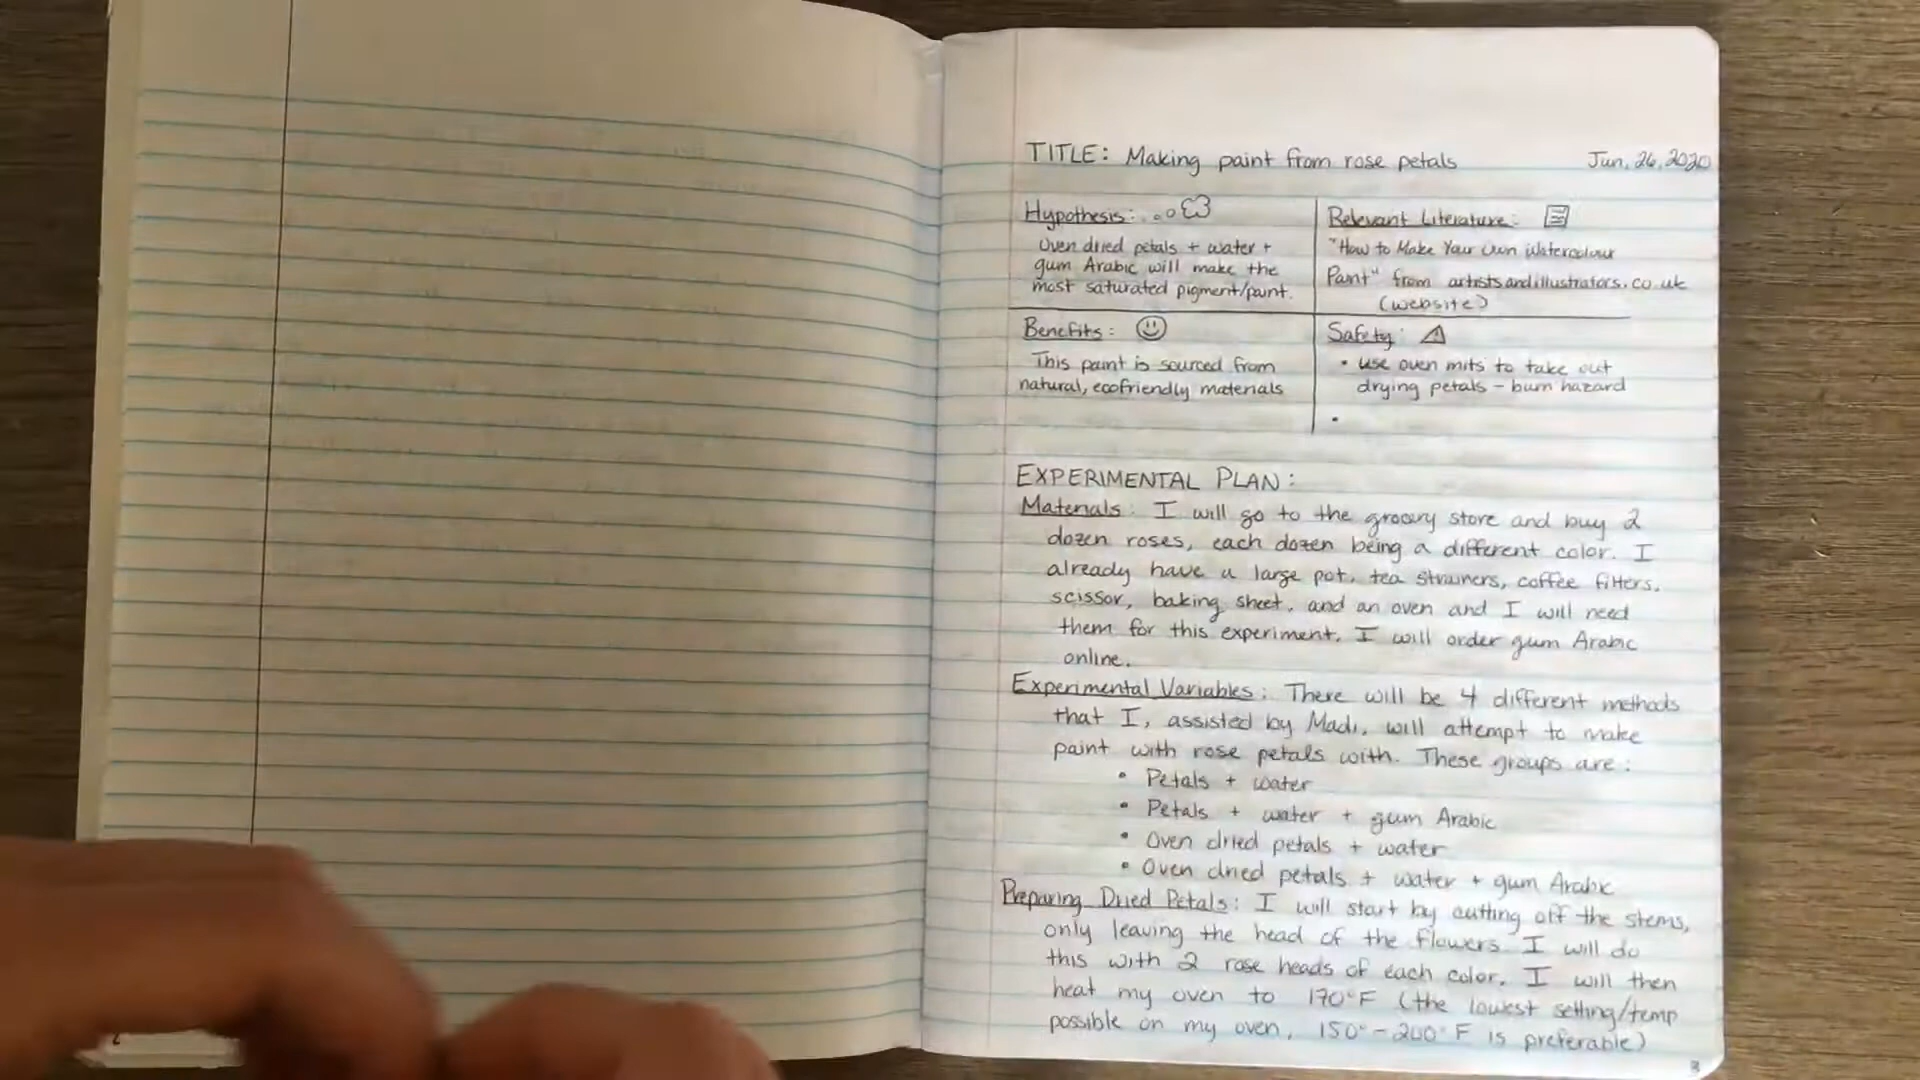 TITLE: Making paint from rose petals Jun. 26, 2020
Hypothesis:
Oven dried petals + water +
gum Arabic will make the
most saturated pigment/paint.
Relevant Literature:
"How to Make Your Own Watercolour
Paint" from artistsandillustrators.co.uk
(website)
Benefits:
This paint is sourced from
natural, ecofriendly materials
Safety:
• use oven mits to take out
drying petals - burn hazard
•
EXPERIMENTAL PLAN:
Materials: I will go to the grocery store and buy 2
dozen roses, each dozen being a different color. I
already have a large pot, tea strainers, coffee filters,
scissor, baking sheet, and an oven and I will need
them for this experiment. I will order gum Arabic
online.
Experimental Variables: There will be 4 different methods
that I, assisted by Madi, will attempt to make
paint with rose petals with. These groups are:
• Petals + water
• Petals + water + gum Arabic
• Oven dried petals + water
• Oven dried petals + water + gum Arabic
Preparing Dried Petals: I will start by cutting off the stems,
only leaving the head of the flowers. I will do
this with 2 rose heads of each color. I will then
heat my oven to 170°F (the lowest setting/temp
possible on my oven, 150°-200°F is preferable)
3